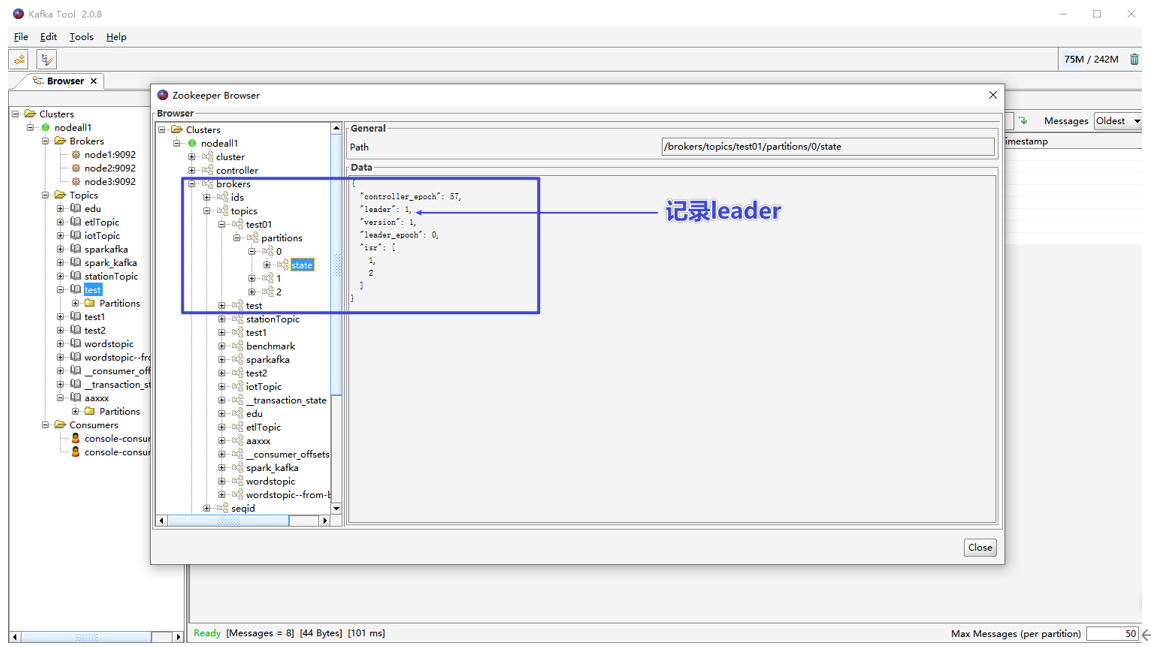 Kafka Tool 2.0.8
File Edit Tools Help
75M / 242M
Browser
Clusters
nodeall1
Brokers
node1:9092
node2:9092
node3:9092
Topics
edu
etlTopic
iotTopic
sparkafka
spark_kafka
stationTopic
test
Partitions
test1
test2
wordstopic
wordstopic--fro
__consumer_off
__transaction_st
aaxxx
Partitions
Consumers
console-consur
console-consur
Zookeeper Browser
Browser
Clusters
nodeall1
cluster
controller
brokers
ids
topics
test01
partitions
0
state
1
2
test
stationTopic
test1
benchmark
sparkafka
test2
iotTopic
__transaction_state
edu
etlTopic
aaxxx
__consumer_offsets
spark_kafka
wordstopic
wordstopic--from-b
seqid
General
Path /brokers/topics/test01/partitions/0/state
Data
{
"controller_epoch": 57,
"leader": 1,
"version": 1,
"leader_epoch": 0,
"isr": [
1,
2
]
}
记录leader
Close
Messages Oldest
imestamp
Ready [Messages = 8] [44 Bytes] [101 ms]
Max Messages (per partition) 50